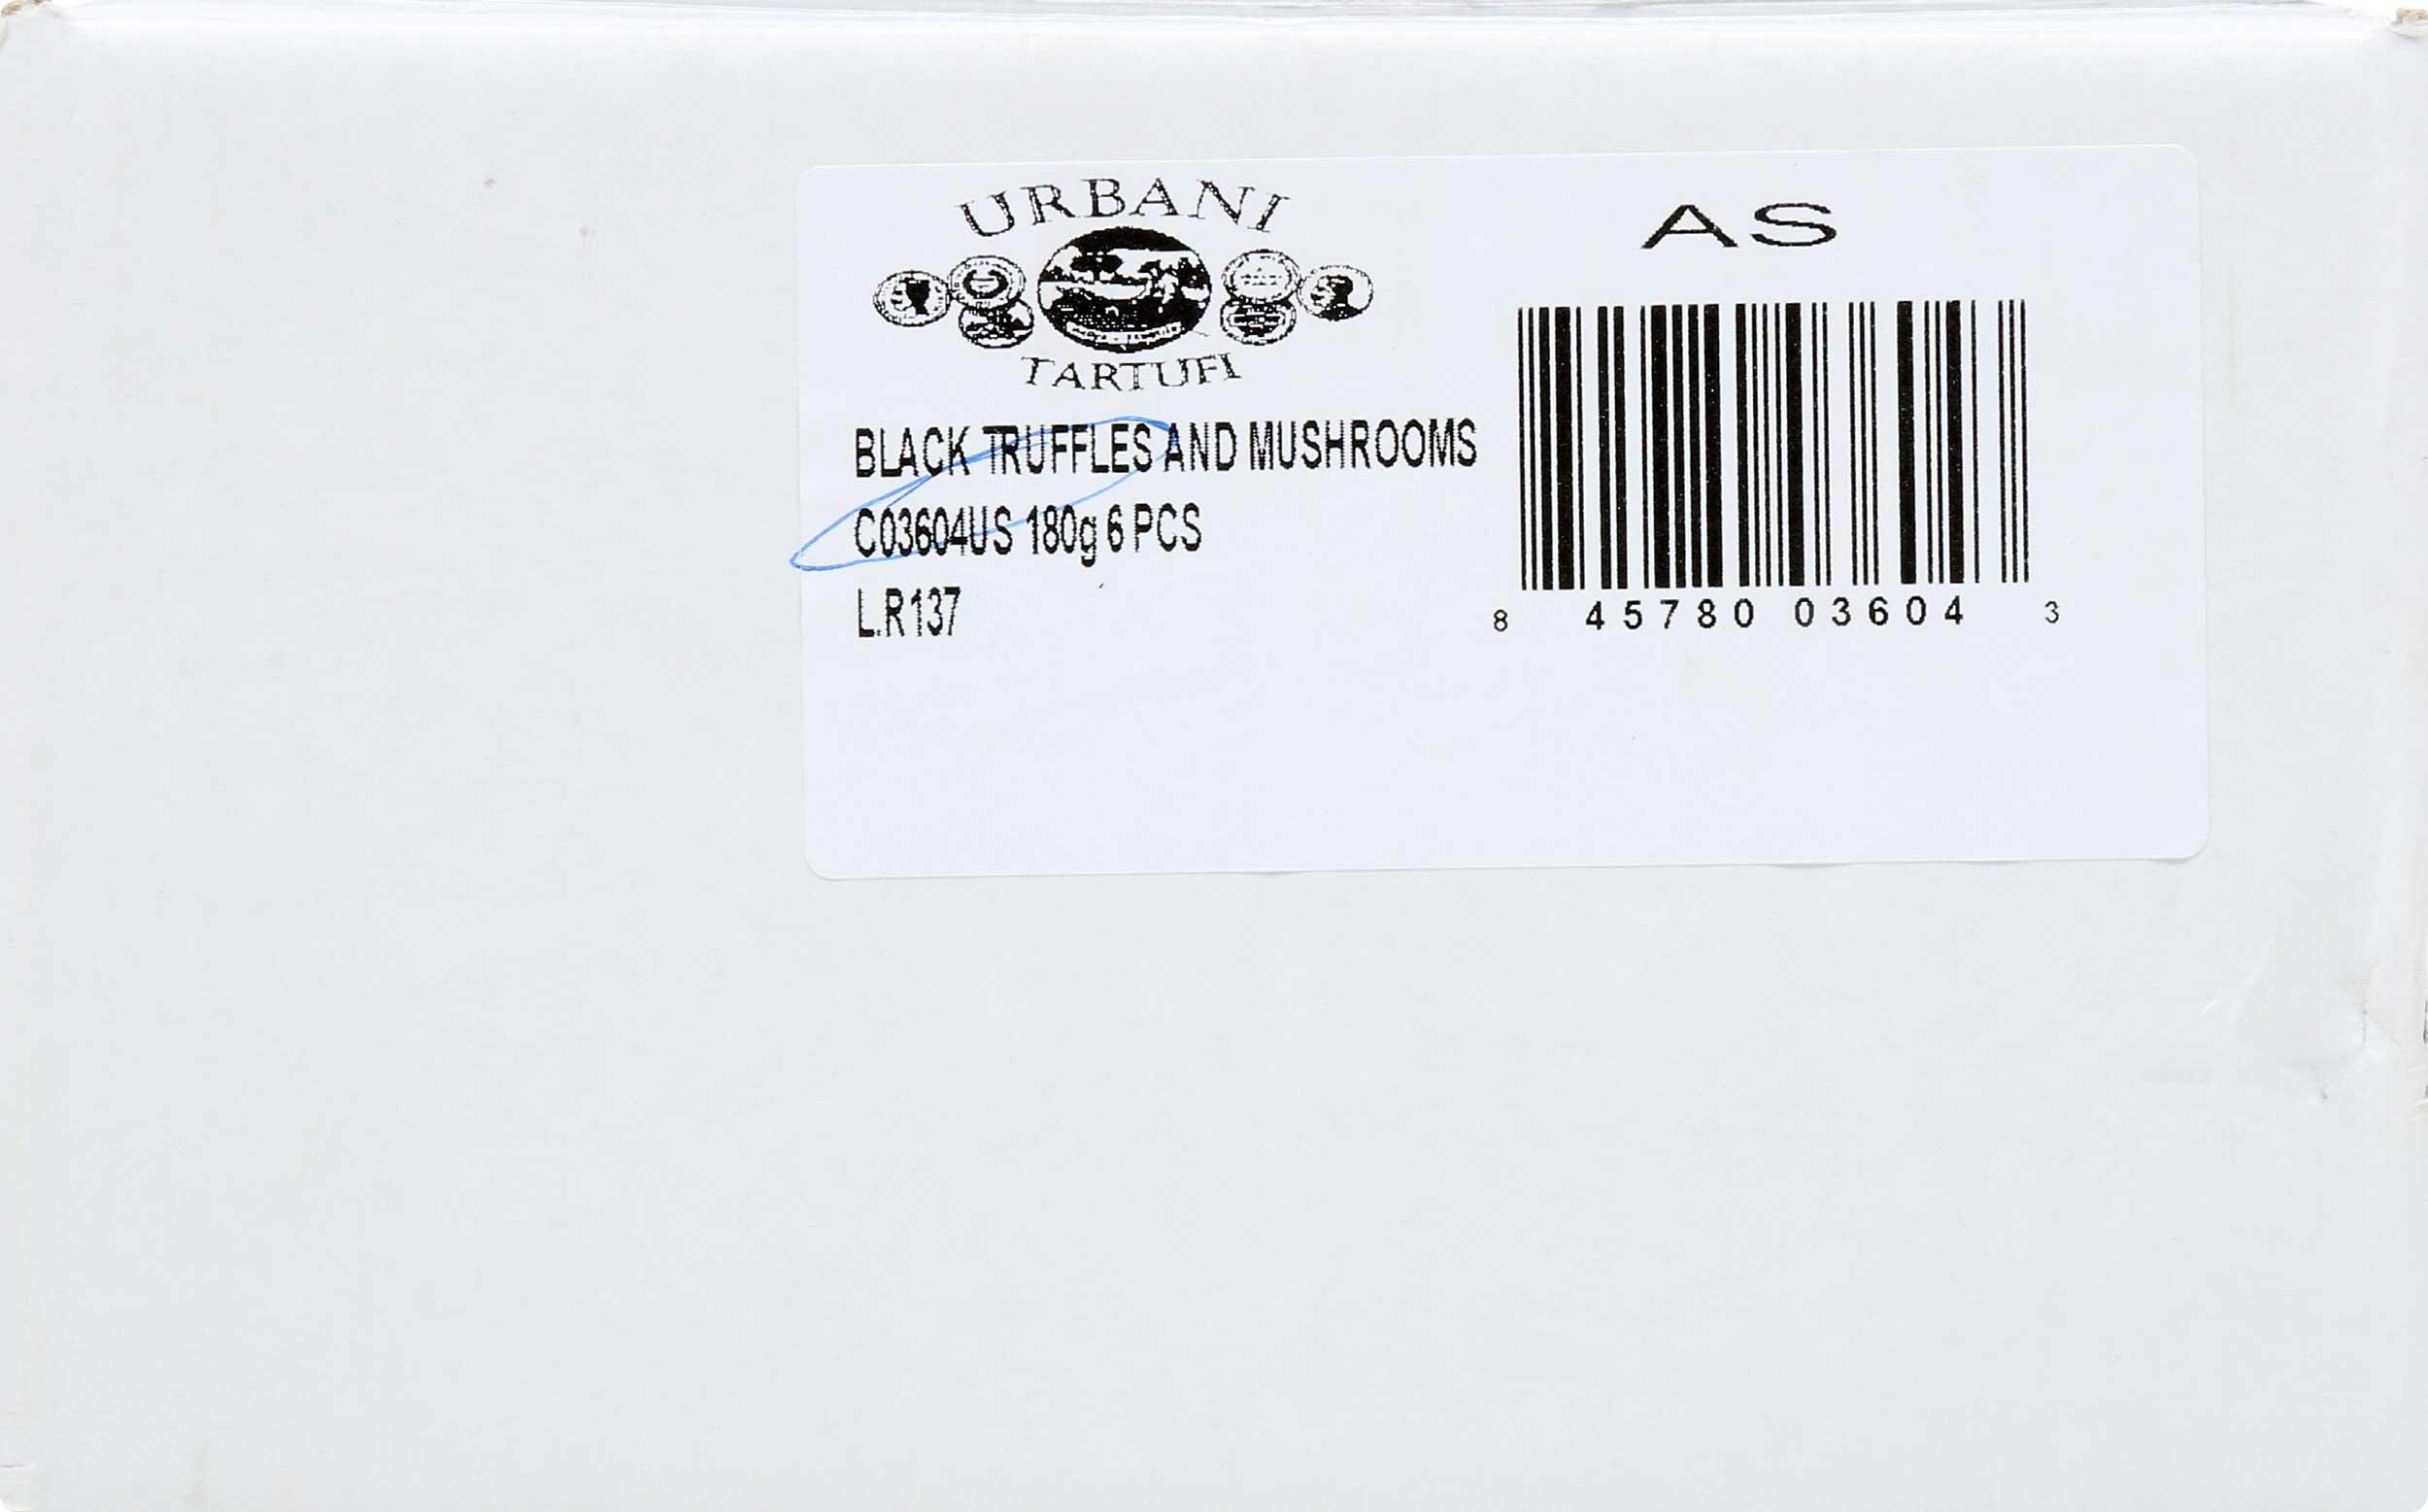 URBANI
TARTUFI
AS
BLACK TRUFFLES AND MUSHROOMS
C03604US 180g 6 PCS
L.R137
8 45780 03604 3